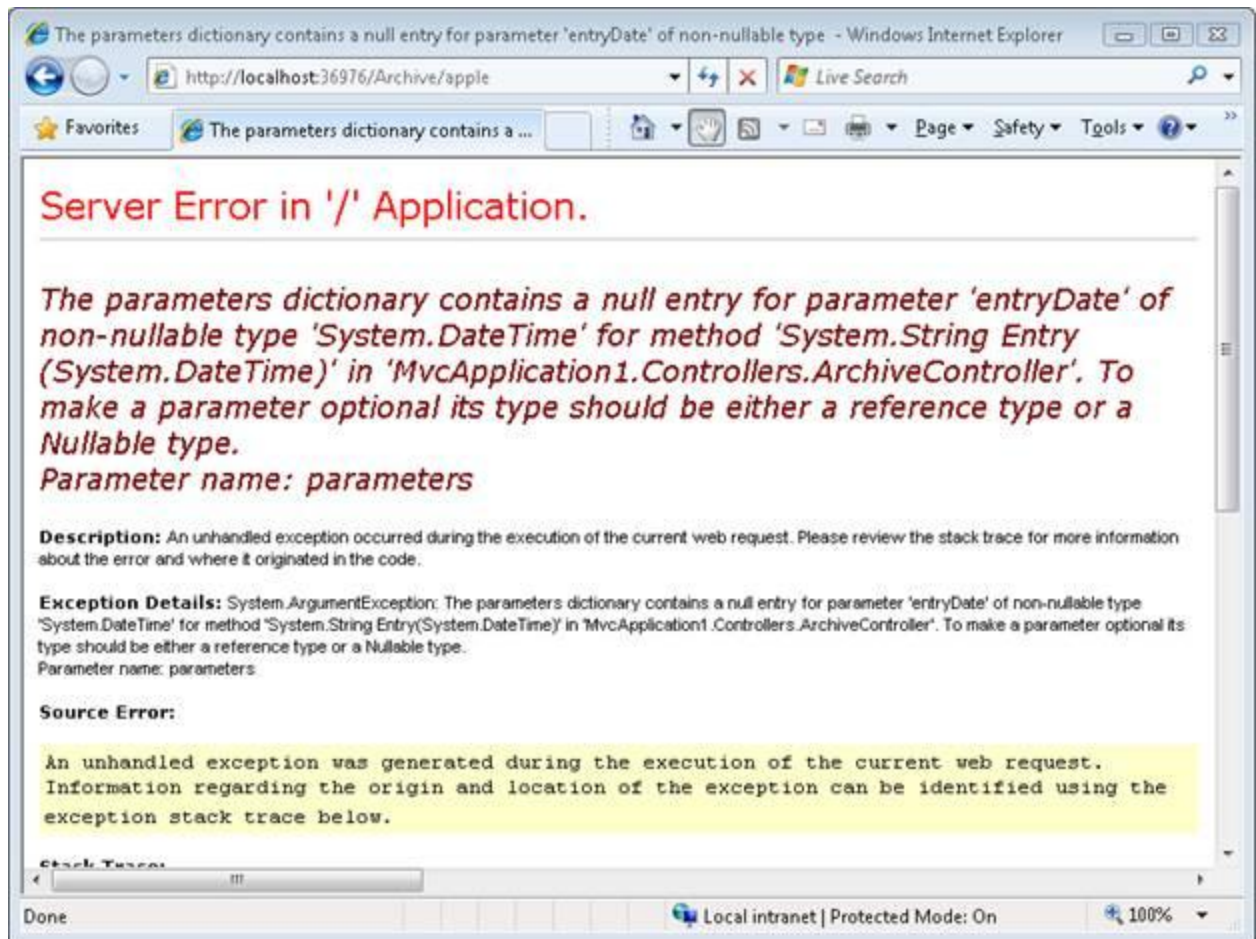 The parameters dictionary contains a null entry for parameter 'entryDate' of non-nullable type - Windows Internet Explorer
http://localhost:36976/Archive/apple
Live Search
Favorites
The parameters dictionary contains a ...
Page
Safety
Tools
Server Error in '/' Application.
The parameters dictionary contains a null entry for parameter 'entryDate' of
non-nullable type 'System.DateTime' for method 'System.String Entry
(System.DateTime)' in 'MvcApplication1.Controllers.ArchiveController'. To
make a parameter optional its type should be either a reference type or a
Nullable type.
Parameter name: parameters
Description: An unhandled exception occurred during the execution of the current web request. Please review the stack trace for more information
about the error and where it originated in the code.
Exception Details: System.ArgumentException: The parameters dictionary contains a null entry for parameter 'entryDate' of non-nullable type
'System.DateTime' for method 'System.String Entry(System.DateTime)' in 'MvcApplication1.Controllers.ArchiveController'. To make a parameter optional its
type should be either a reference type or a Nullable type.
Parameter name: parameters
Source Error:
An unhandled exception was generated during the execution of the current web request.
Information regarding the origin and location of the exception can be identified using the
exception stack trace below.
Stack Trace:
Done
Local intranet | Protected Mode: On
100%